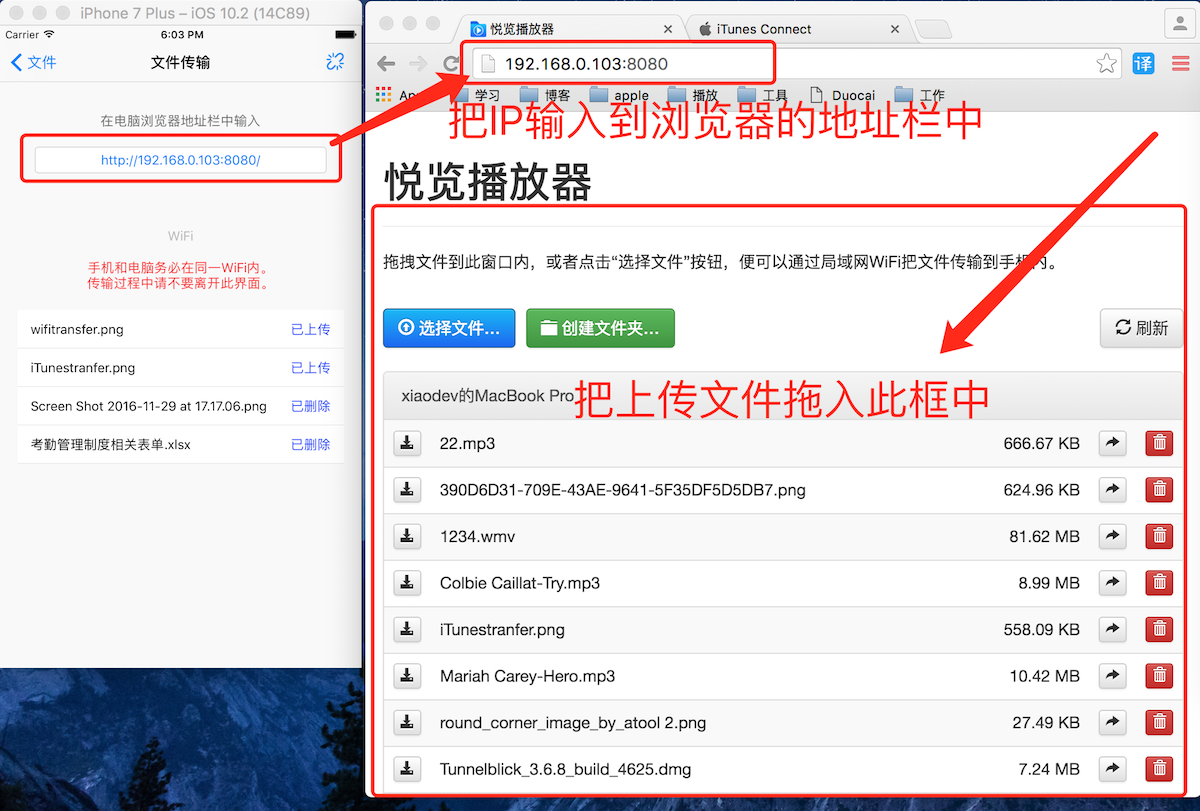 iPhone 7 Plus – iOS 10.2 (14C89)
Carrier 6:03 PM
文件 文件传输
在电脑浏览器地址栏中输入
http://192.168.0.103:8080/
WiFi
手机和电脑务必在同一WiFi内。
传输过程中请不要离开此界面。
wifitransfer.png 已上传
iTunestranfer.png 已上传
Screen Shot 2016-11-29 at 17.17.06.png 已删除
考勤管理制度相关表单.xlsx 已删除
悦览播放器 iTunes Connect
192.168.0.103:8080 译
学习 博客 apple 播放 工具 Duocai 工作
把IP输入到浏览器的地址栏中
悦览播放器
拖拽文件到此窗口内，或者点击“选择文件”按钮，便可以通过局域网WiFi把文件传输到手机内。
选择文件... 创建文件夹... 刷新
xiaodev的MacBook Pro
把上传文件拖入此框中
22.mp3 666.67 KB
390D6D31-709E-43AE-9641-5F35DF5D5DB7.png 624.96 KB
1234.wmv 81.62 MB
Colbie Caillat-Try.mp3 8.99 MB
iTunestranfer.png 558.09 KB
Mariah Carey-Hero.mp3 10.42 MB
round_corner_image_by_atool 2.png 27.49 KB
Tunnelblick_3.6.8_build_4625.dmg 7.24 MB